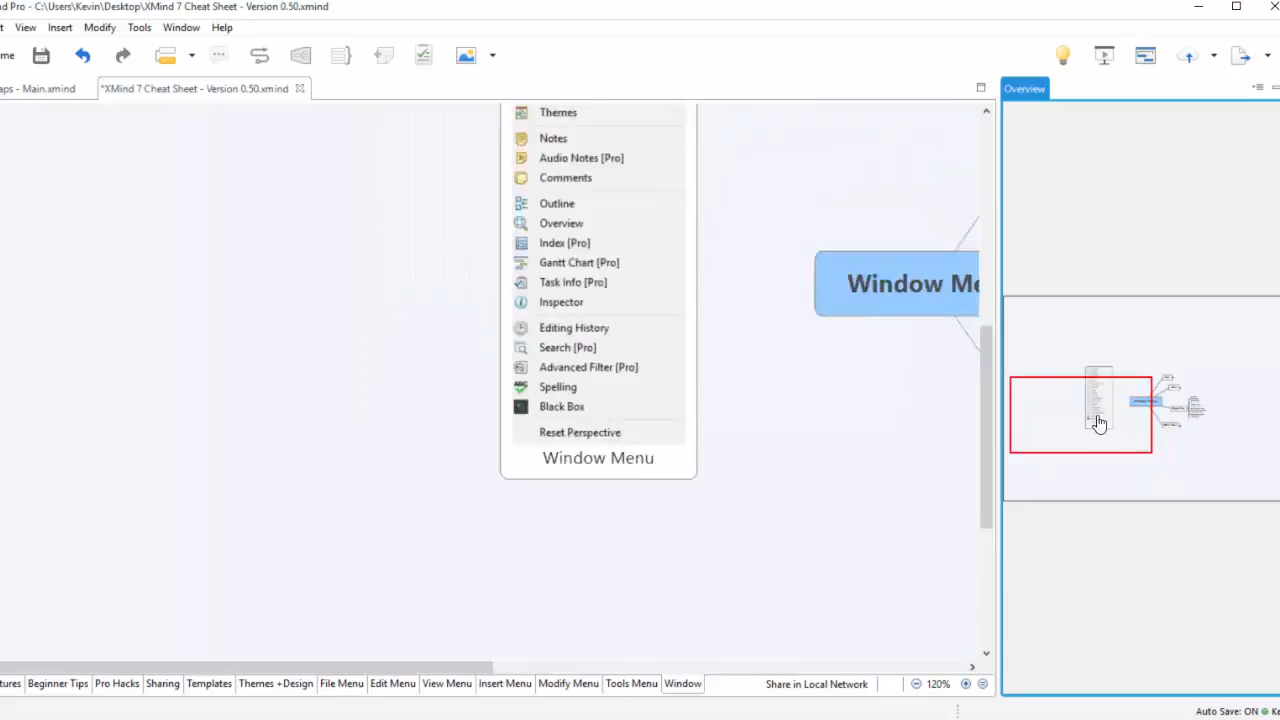 nd Pro - C:\Users\Kevin\Desktop\XMind 7 Cheat Sheet - Version 0.50.xmind
t View Insert Modify Tools Window Help
me
aps - Main.xmind *XMind 7 Cheat Sheet - Version 0.50.xmind Overview
Themes
Notes
Audio Notes [Pro]
Comments
Outline
Overview
Index [Pro]
Gantt Chart [Pro]
Task Info [Pro]
Inspector
Editing History
Search [Pro]
Advanced Filter [Pro]
ABC Spelling
Black Box
Reset Perspective
Window Menu
Window Me
tures Beginner Tips Pro Hacks Sharing Templates Themes +Design File Menu Edit Menu View Menu Insert Menu Modify Menu Tools Menu Window Share in Local Network 120%
Auto Save: ON Ke